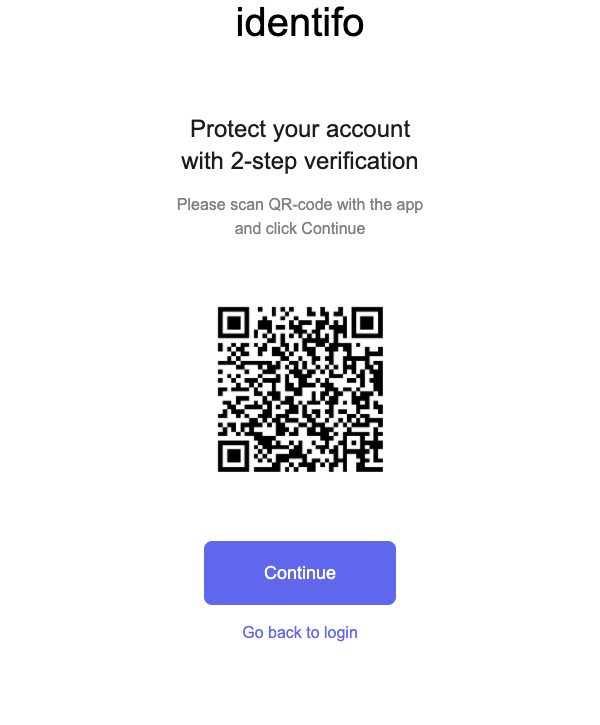 identifo
Protect your account
with 2-step verification
Please scan QR-code with the app
and click Continue
Continue
Go back to login